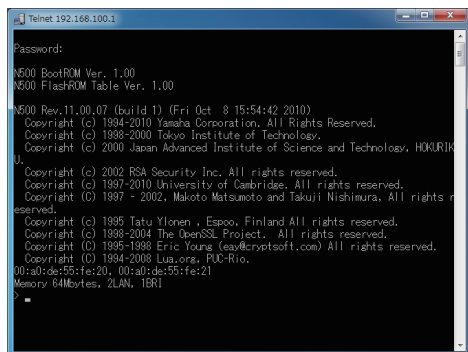 Telnet 192.168.100.1
Password:
N500 BootROM Ver. 1.00
N500 FlashROM Table Ver. 1.00
N500 Rev.11.00.07 (build 1) (Fri Oct  8 15:54:42 2010)
Copyright (c) 1994-2010 Yamaha Corporation. All Rights Reserved.
Copyright (c) 1998-2000 Tokyo Institute of Technology.
Copyright (c) 2000 Japan Advanced Institute of Science and Technology, HOKURIK
U.
Copyright (c) 2002 RSA Security Inc. All rights reserved.
Copyright (c) 1997-2010 University of Cambridge. All rights reserved.
Copyright (C) 1997 - 2002, Makoto Matsumoto and Takuji Nishimura, All rights r
eserved.
Copyright (c) 1995 Tatu Ylonen , Espoo, Finland All rights reserved.
Copyright (c) 1998-2004 The OpenSSL Project.  All rights reserved.
Copyright (C) 1995-1998 Eric Young (eay@cryptsoft.com) All rights reserved.
Copyright (C) 1994-2008 Lua.org, PUC-Rio.
00:a0:de:55:fe:20, 00:a0:de:55:fe:21
Memory 64Mbytes, 2LAN, 1BRI
>